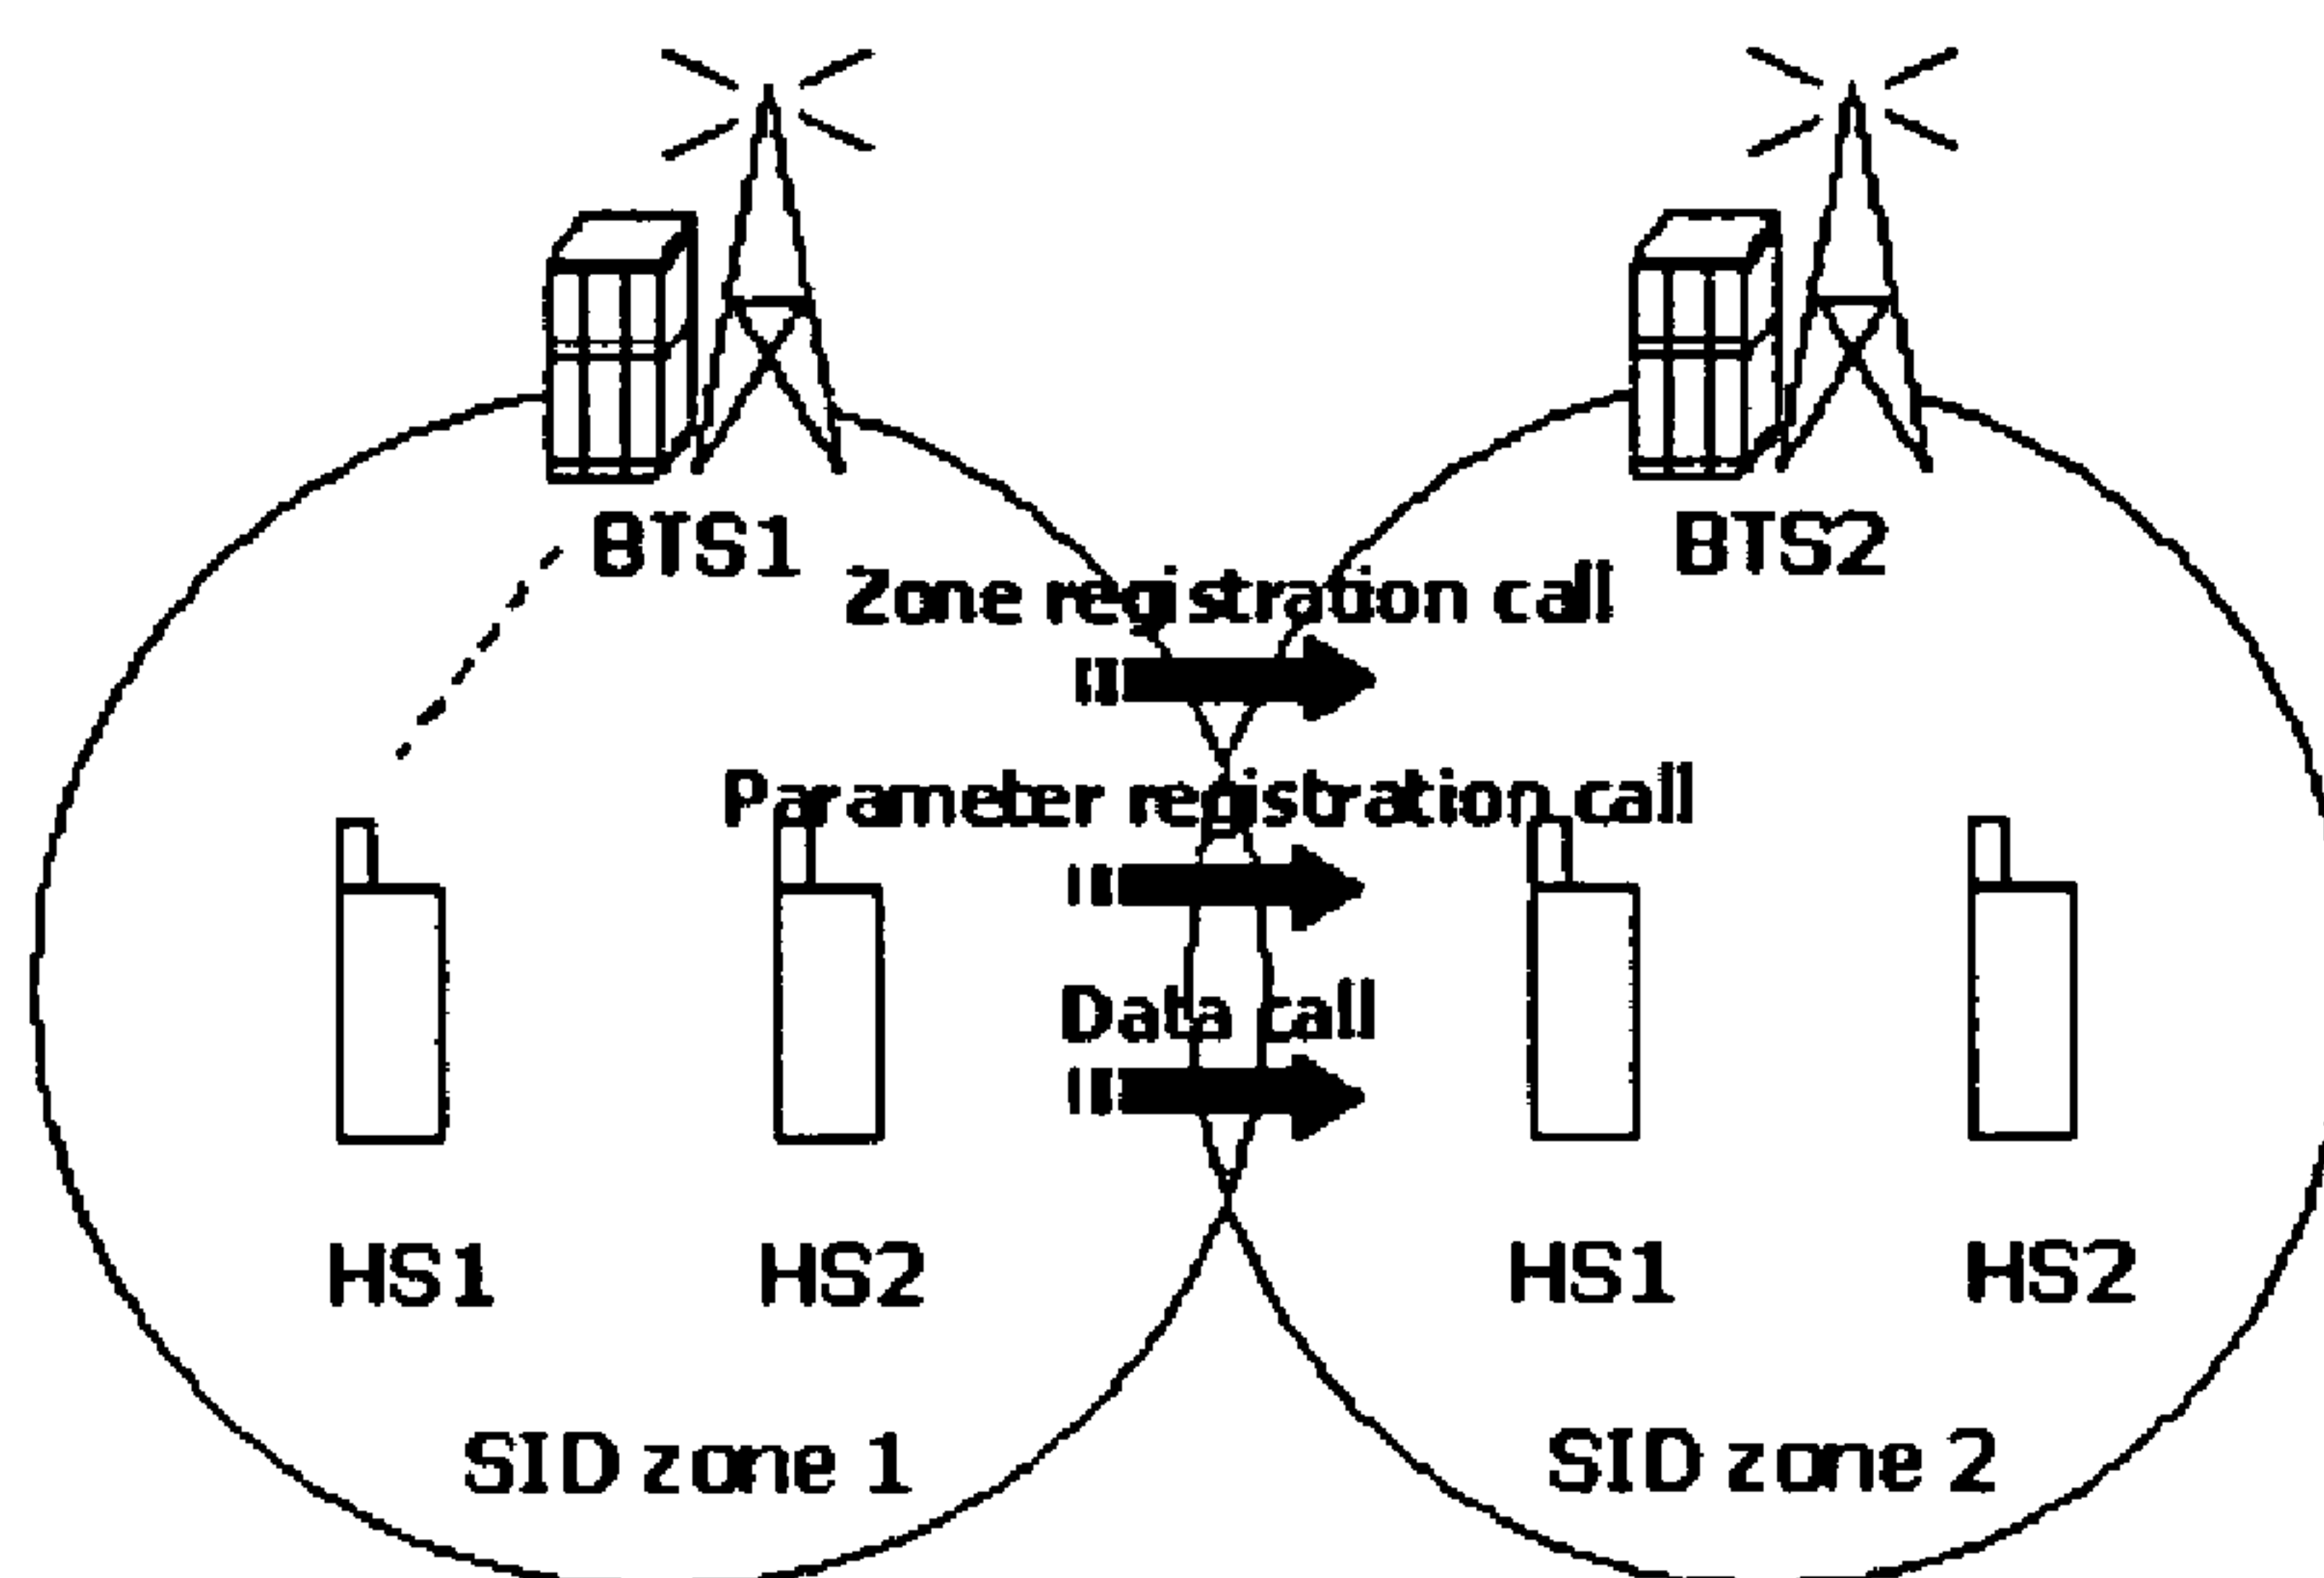 BTS1
BTS2
Zone registration call
Parameter registration call
Data call
HS1
HS2
HS1
HS2
SID zone 1
SID zone 2